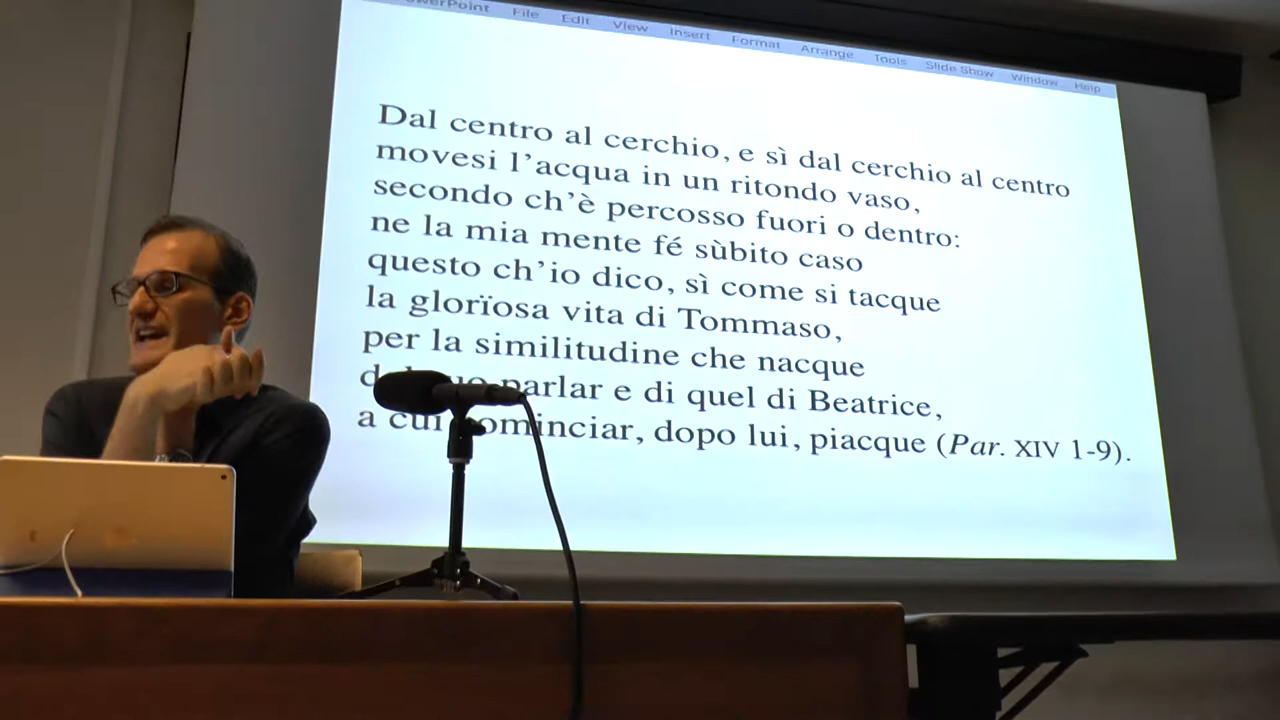 PowerPoint File Edit View Insert Format Arrange Tools Slide Show Window Help
Dal centro al cerchio, e sì dal cerchio al centro
movesi l'acqua in un ritondo vaso,
secondo ch'è percosso fuori o dentro:
ne la mia mente fé sùbito caso
questo ch'io dico, sì come si tacque
la glorïosa vita di Tommaso,
per la similitudine che nacque
parlar e di quel di Beatrice,
a cui cominciar, dopo lui, piacque (Par. XIV 1-9).